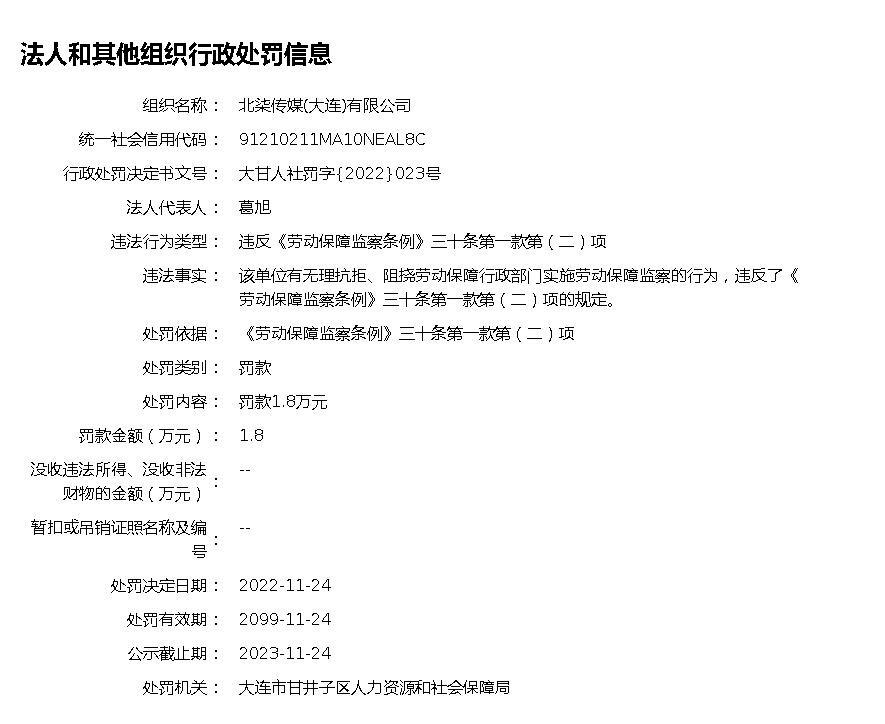 法人和其他组织行政处罚信息
组织名称： 北柒传媒(大连)有限公司
统一社会信用代码： 91210211MA10NEAL8C
行政处罚决定书文号： 大甘人社罚字{2022}023号
法人代表人： 葛旭
违法行为类型： 违反《劳动保障监察条例》三十条第一款第（二）项
违法事实： 该单位有无理抗拒、阻挠劳动保障行政部门实施劳动保障监察的行为，违反了《
劳动保障监察条例》三十条第一款第（二）项的规定。
处罚依据： 《劳动保障监察条例》三十条第一款第（二）项
处罚类别： 罚款
处罚内容： 罚款1.8万元
罚款金额（万元）： 1.8
没收违法所得、没收非法
财物的金额（万元）： --
暂扣或吊销证照名称及编
号： --
处罚决定日期： 2022-11-24
处罚有效期： 2099-11-24
公示截止期： 2023-11-24
处罚机关： 大连市甘井子区人力资源和社会保障局